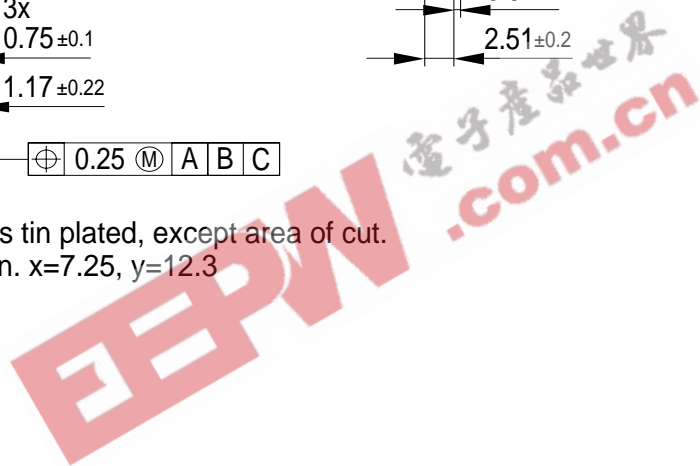 3x
0.75 ±0.1
2.51±0.2
1.17 ±0.22
⌖ 0.25 Ⓜ A B C
s tin plated, except area of cut.
n. x=7.25, y=12.3
EEPW 電子產品世界
.com.cn